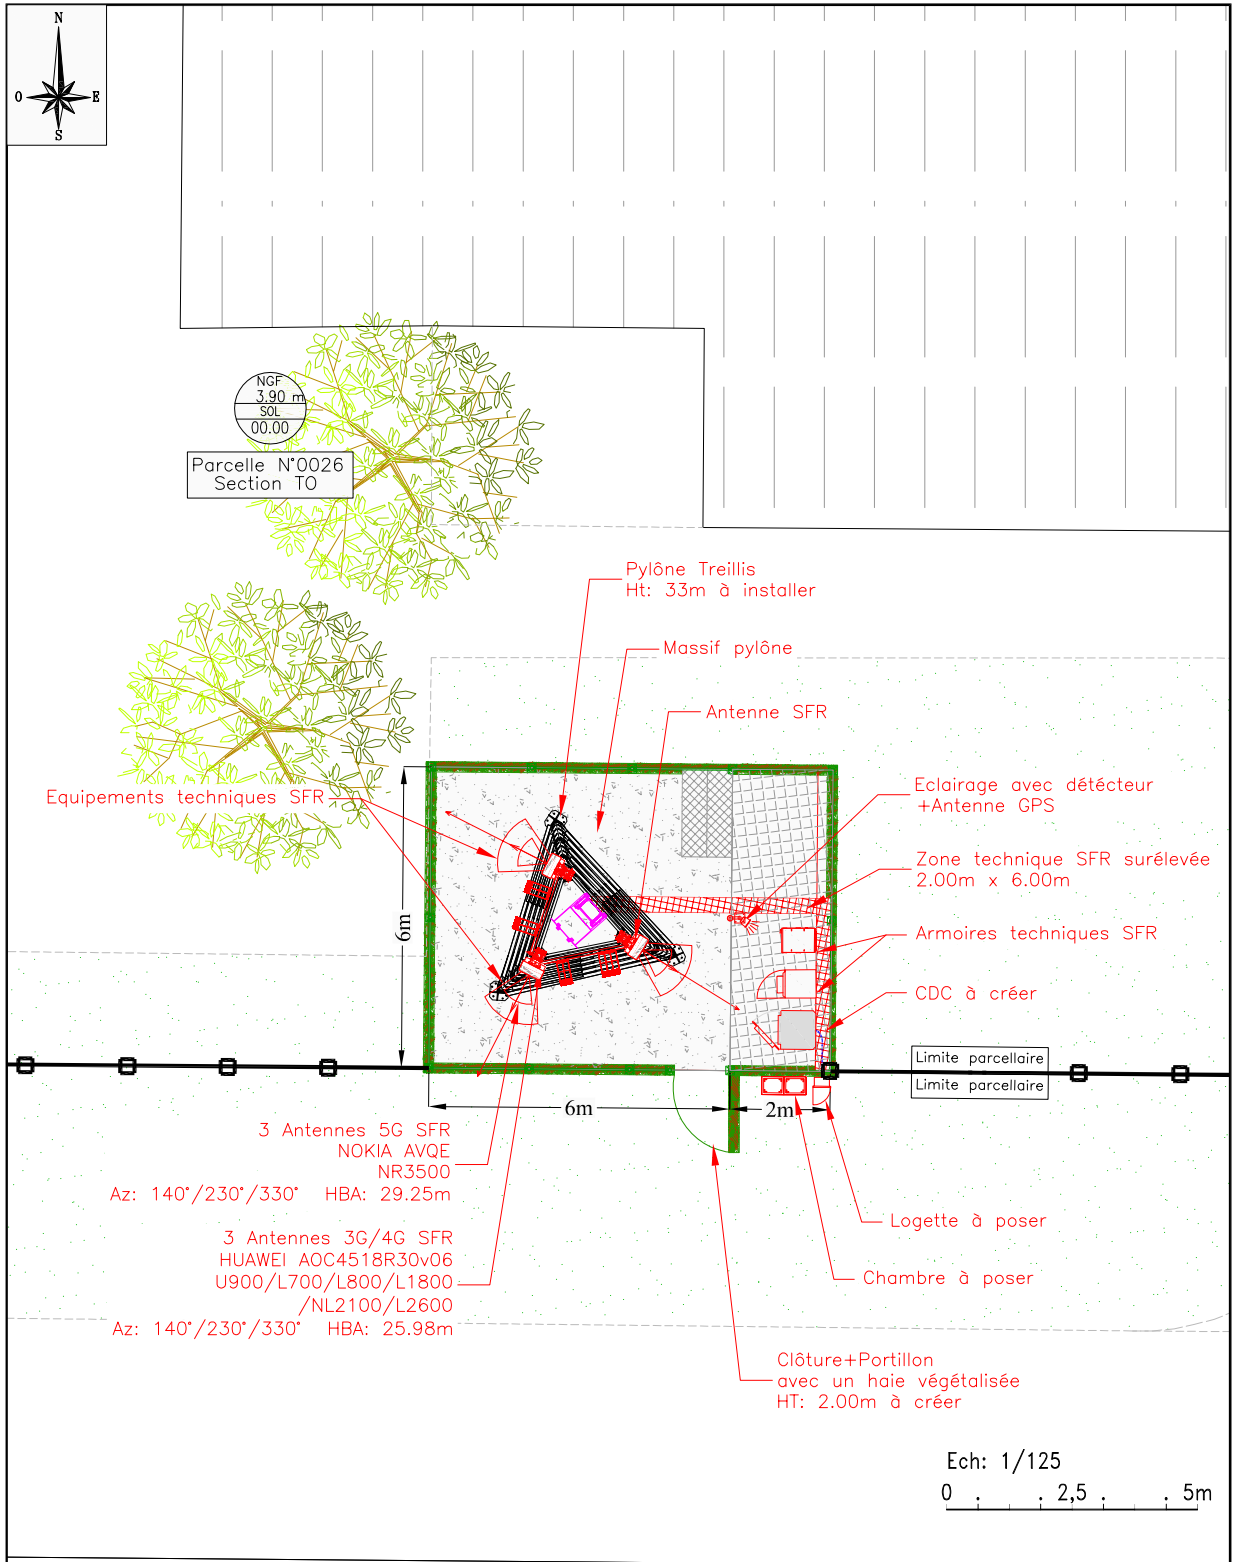 N
O
E
S
NGF
3.90 m
SOL
00.00
Parcelle N°0026
Section TO
Pylône Treillis
Ht: 33m à installer
Massif pylône
Antenne SFR
Equipements techniques SFR
Eclairage avec détécteur
+Antenne GPS
Zone technique SFR surélevée
2.00m x 6.00m
Armoires techniques SFR
CDC à créer
6m
Limite parcellaire
Limite parcellaire
6m
2m
3 Antennes 5G SFR
NOKIA AVQE
NR3500
Az: 140°/230°/330° HBA: 29.25m
3 Antennes 3G/4G SFR
HUAWEI AOC4518R30v06
U900/L700/L800/L1800
/NL2100/L2600
Az: 140°/230°/330° HBA: 25.98m
Logette à poser
Chambre à poser
Clôture+Portillon
avec un haie végétalisée
HT: 2.00m à créer
Ech: 1/125
0 . . 2,5 . . 5m